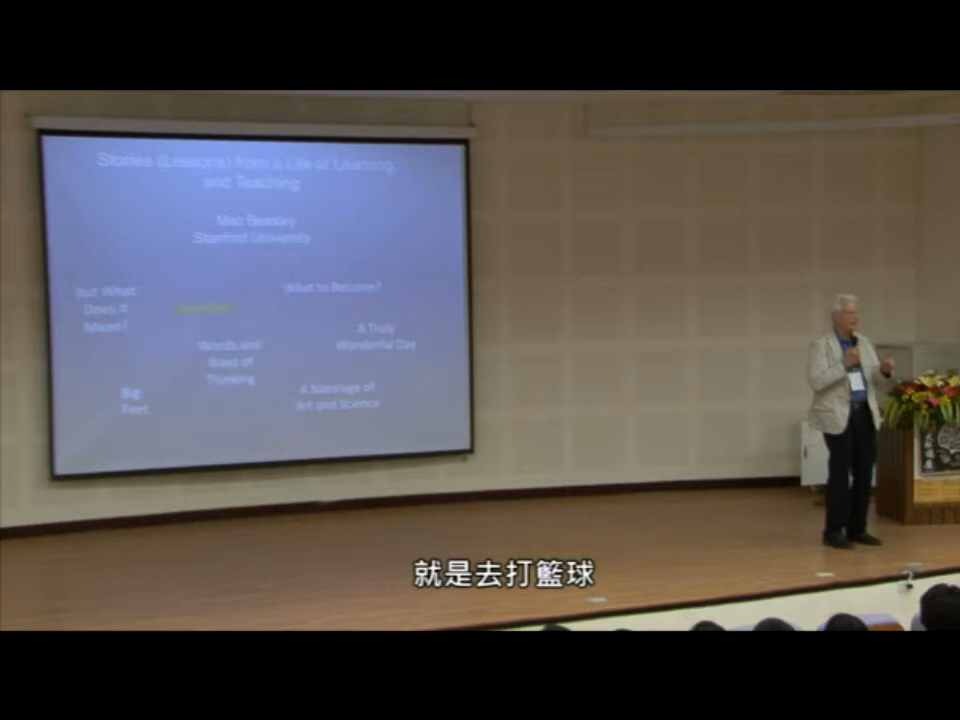 Stories (Lessons) from a Life of Learning
and Teaching
Mac Beasley
Stanford University
But What
Does It
Mean?
What to Become?
A Truly
Wonderful Day
Words and
Ways of
Thinking
Big
Feet
A Marriage of
Art and Science
就是去打籃球